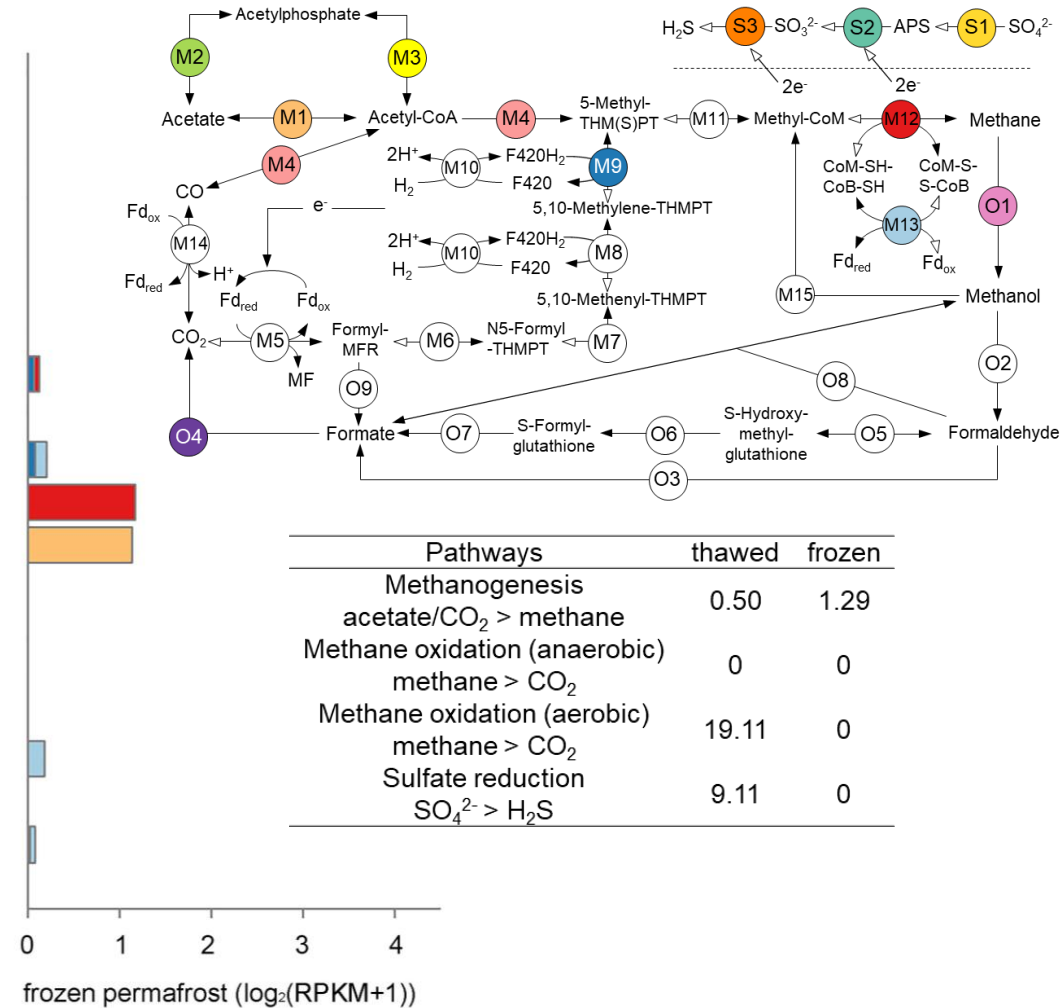 Acetylphosphate
H₂S
S3
SO₃²⁻
S2
APS
S1
SO₄²⁻
M2
M3
2e⁻
2e⁻
Acetate
M1
Acetyl-CoA
M4
5-Methyl-
THM(S)PT
M11
Methyl-CoM
M12
Methane
M4
CO
2H⁺
M10
F420H₂
H₂
F420
M9
CoM-SH-
CoB-SH
CoM-S-
S-CoB
O1
5,10-Methylene-THMPT
M13
Fd_ox
e⁻
M14
Fd_red
H⁺
2H⁺
M10
F420H₂
H₂
F420
M8
Fd_red
Fd_ox
Fd_red
Fd_ox
5,10-Methenyl-THMPT
M15
Methanol
CO₂
M5
MF
Formyl-
MFR
M6
N5-Formyl
-THMPT
M7
O9
O2
O8
O4
Formate
O7
S-Formyl-
glutathione
O6
S-Hydroxy-
methyl-
glutathione
O5
Formaldehyde
O3
Pathways thawed frozen
Methanogenesis
acetate/CO₂ > methane
0.50 1.29
Methane oxidation (anaerobic)
methane > CO₂
0 0
Methane oxidation (aerobic)
methane > CO₂
19.11 0
Sulfate reduction
SO₄²⁻ > H₂S
9.11 0
0 1 2 3 4
frozen permafrost (log₂(RPKM+1))